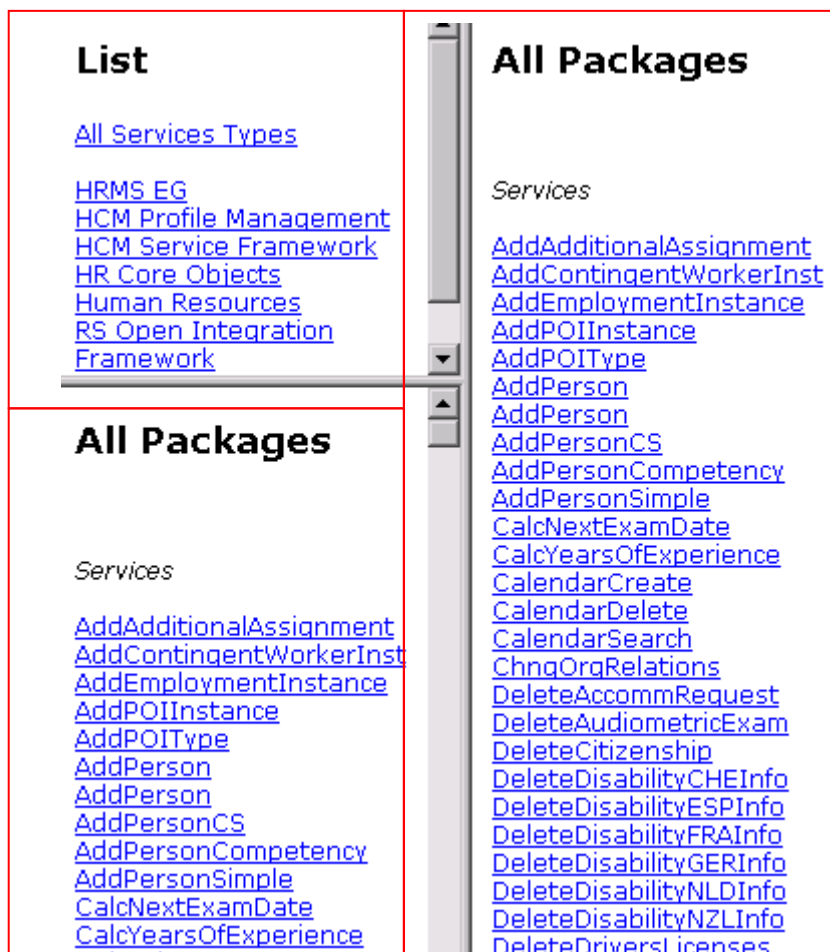 List
All Services Types
HRMS EG
HCM Profile Management
HCM Service Framework
HR Core Objects
Human Resources
RS Open Integration
Framework
All Packages
Services
AddAdditionalAssignment
AddContingentWorkerInst
AddEmploymentInstance
AddPOIInstance
AddPOIType
AddPerson
AddPerson
AddPersonCS
AddPersonCompetency
AddPersonSimple
CalcNextExamDate
CalcYearsOfExperience
All Packages
Services
AddAdditionalAssignment
AddContingentWorkerInst
AddEmploymentInstance
AddPOIInstance
AddPOIType
AddPerson
AddPerson
AddPersonCS
AddPersonCompetency
AddPersonSimple
CalcNextExamDate
CalcYearsOfExperience
CalendarCreate
CalendarDelete
CalendarSearch
ChngOrgRelations
DeleteAccommRequest
DeleteAudiometricExam
DeleteCitizenship
DeleteDisabilityCHEInfo
DeleteDisabilityESPInfo
DeleteDisabilityFRAInfo
DeleteDisabilityGERInfo
DeleteDisabilityNLDInfo
DeleteDisabilityNZLInfo
DeleteDriversLicenses